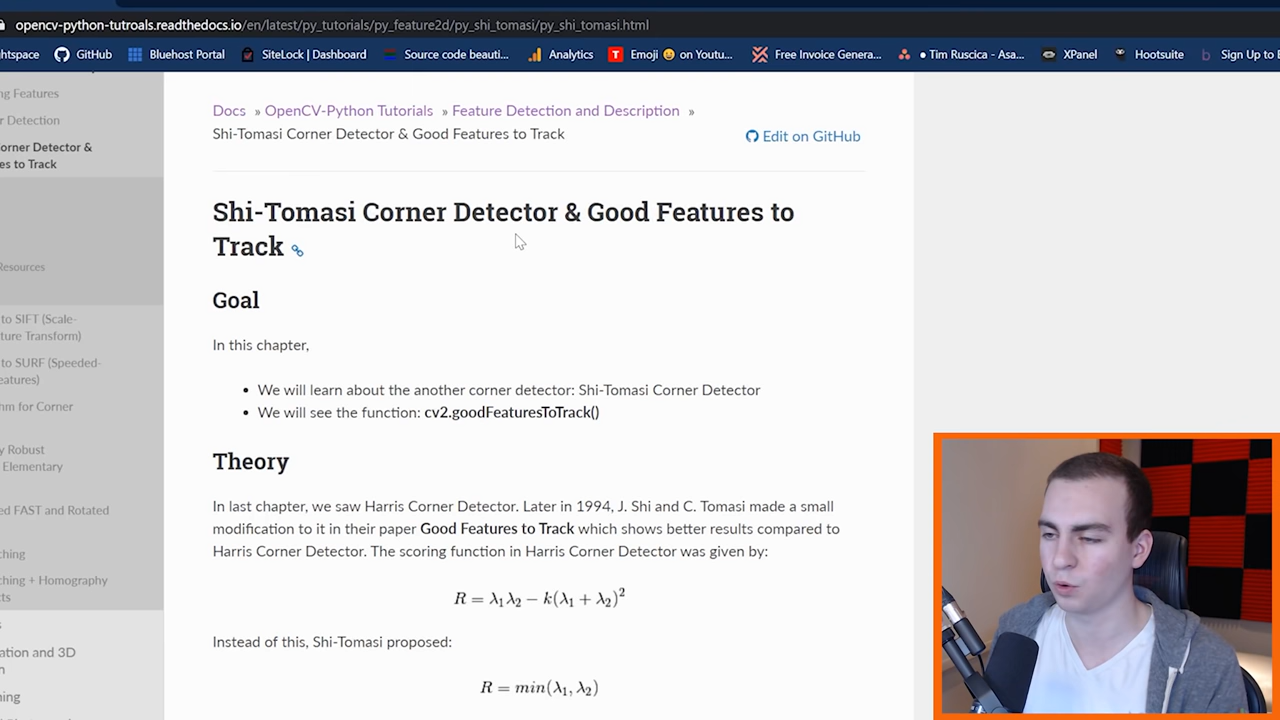 opencv-python-tutroals.readthedocs.io/en/latest/py_tutorials/py_feature2d/py_shi_tomasi/py_shi_tomasi.html
GitHub Bluehost Portal SiteLock | Dashboard Source code beauti... Analytics Emoji 😀 on Youtu... Free Invoice Genera... • Tim Ruscica - Asa... XPanel Hootsuite Sign Up to
Features
Detection
orner Detector &
es to Track
Resources
to SIFT (Scale-
ture Transform)
to SURF (Speeded-
eatures)
hm for Corner
y Robust
Elementary
ed FAST and Rotated
ching
ching + Homography
cts
ation and 3D
ning
Docs » OpenCV-Python Tutorials » Feature Detection and Description »
Shi-Tomasi Corner Detector & Good Features to Track
Edit on GitHub
Shi-Tomasi Corner Detector & Good Features to
Track
Goal
In this chapter,
• We will learn about the another corner detector: Shi-Tomasi Corner Detector
• We will see the function: cv2.goodFeaturesToTrack()
Theory
In last chapter, we saw Harris Corner Detector. Later in 1994, J. Shi and C. Tomasi made a small
modification to it in their paper Good Features to Track which shows better results compared to
Harris Corner Detector. The scoring function in Harris Corner Detector was given by:
R = λ₁λ₂ − k(λ₁ + λ₂)²
Instead of this, Shi-Tomasi proposed:
R = min(λ₁, λ₂)